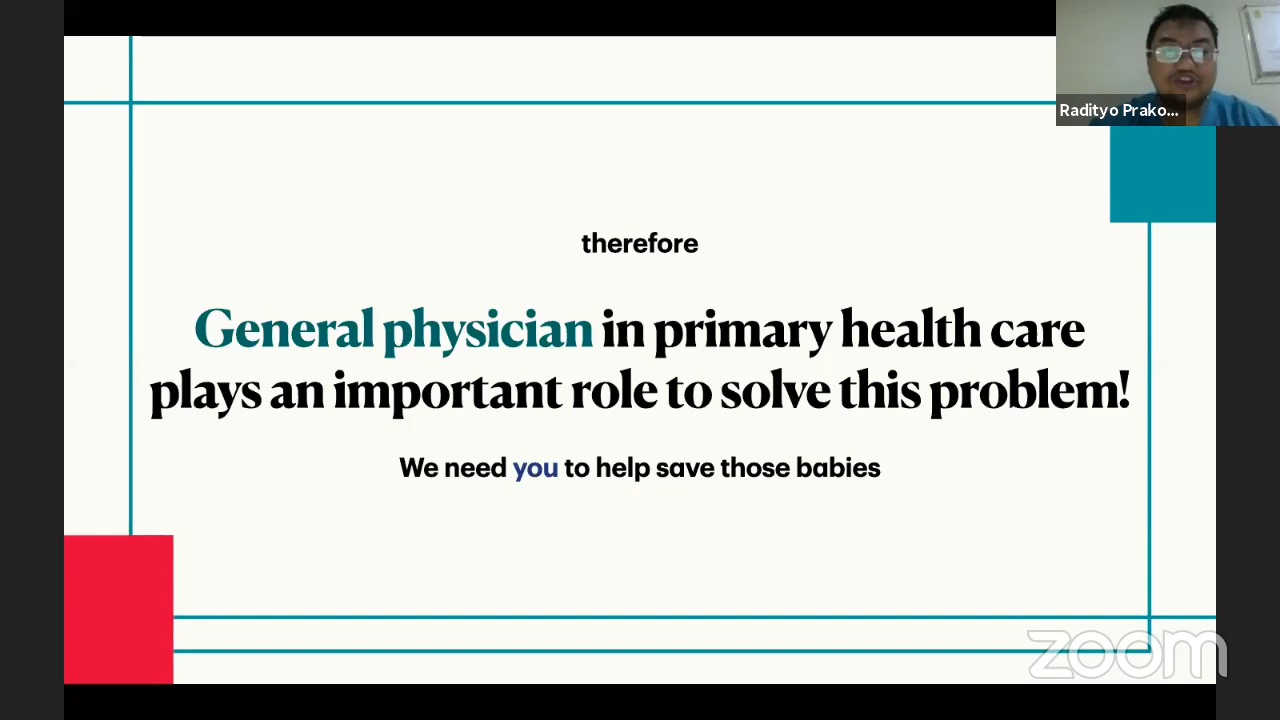 Radityo Prako...
therefore
General physician in primary health care
plays an important role to solve this problem!
We need you to help save those babies
zoom